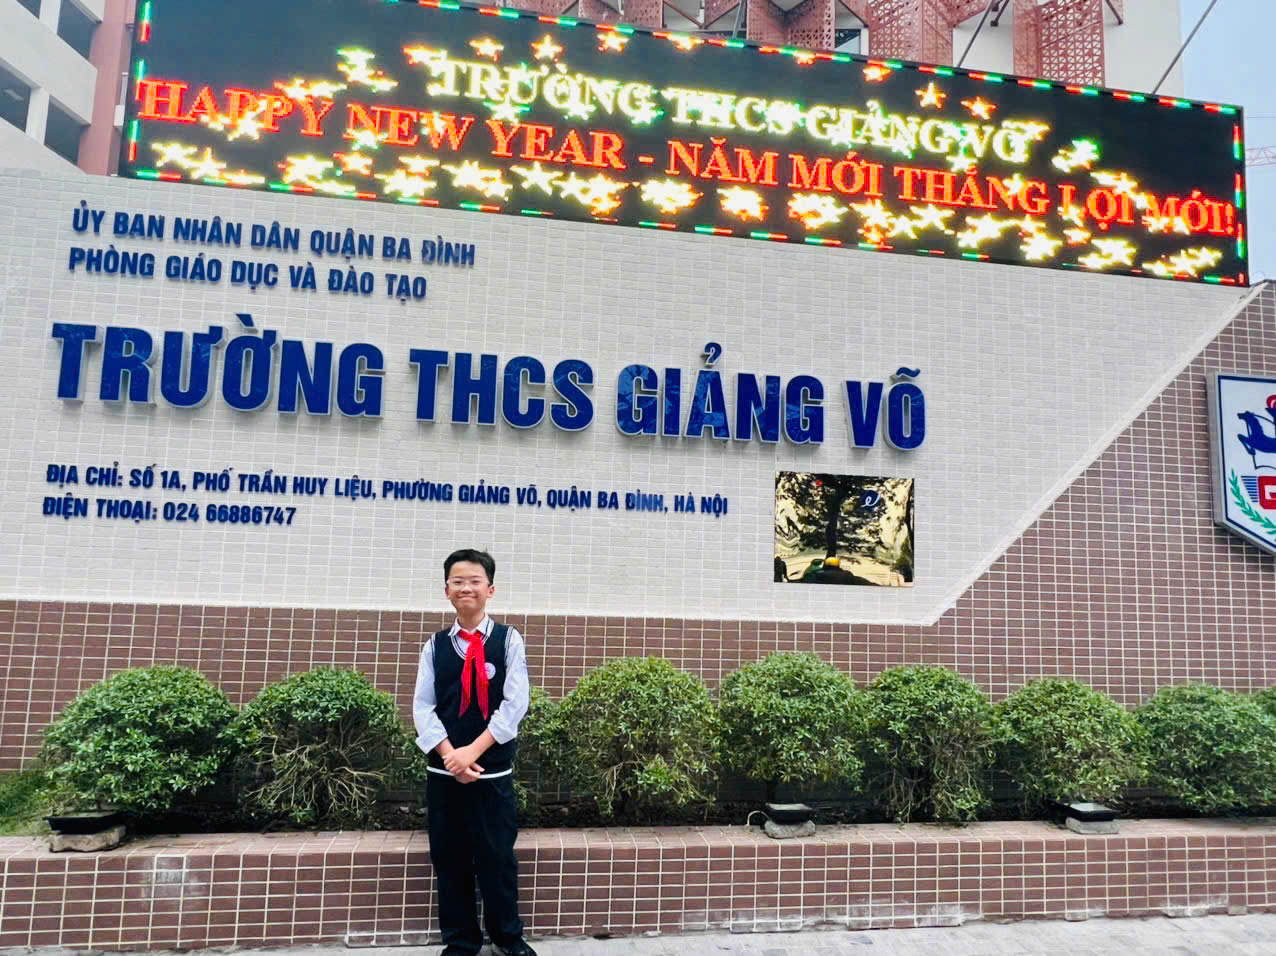 TRƯỜNG THCS GIẢNG VÕ
HAPPY NEW YEAR - NĂM MỚI THẮNG LỢI MỚI!
ỦY BAN NHÂN DÂN QUẬN BA ĐÌNH
PHÒNG GIÁO DỤC VÀ ĐÀO TẠO
TRƯỜNG THCS GIẢNG VÕ
ĐỊA CHỈ: SỐ 1A, PHỐ TRẦN HUY LIỆU, PHƯỜNG GIẢNG VÕ, QUẬN BA ĐÌNH, HÀ NỘI
ĐIỆN THOẠI: 024 66886747